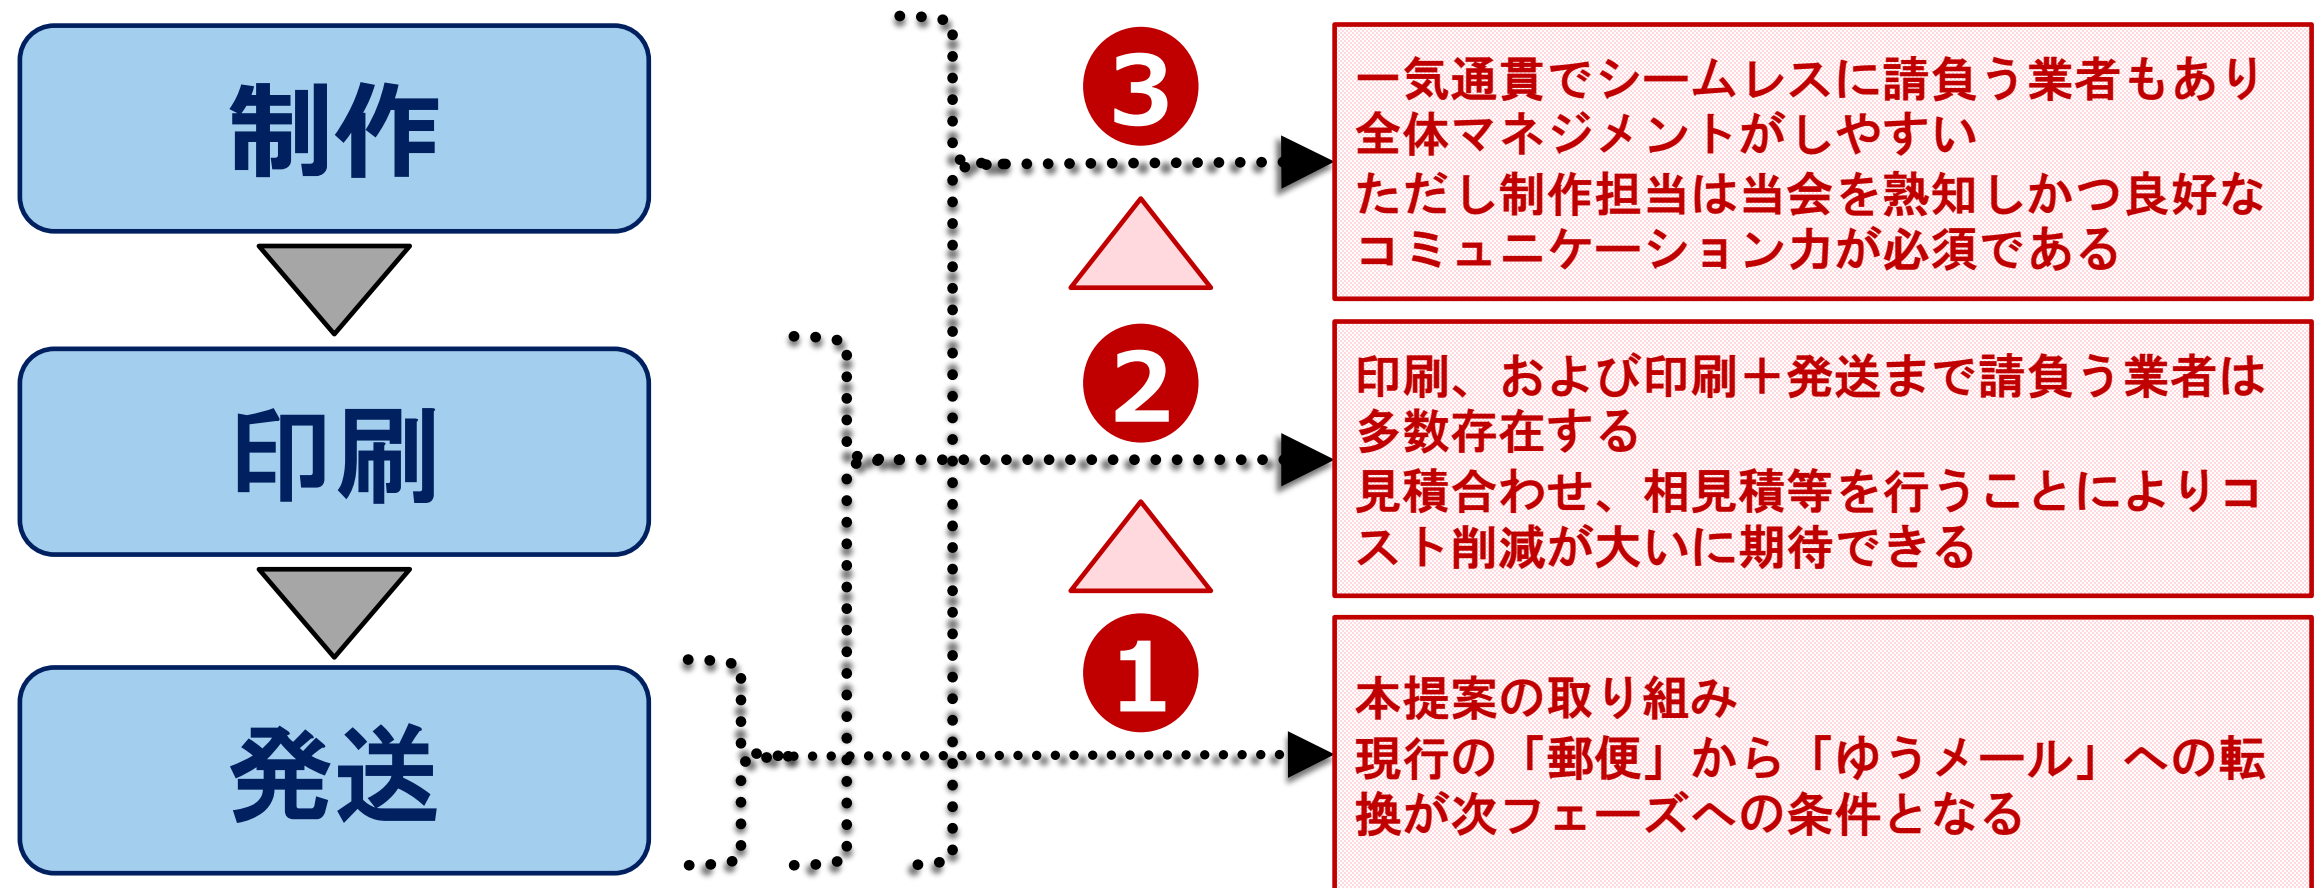 制作
印刷
発送
3
一気通貫でシームレスに請負う業者もあり
全体マネジメントがしやすい
ただし制作担当は当会を熟知しかつ良好な
コミュニケーション力が必須である
2
印刷、および印刷＋発送まで請負う業者は
多数存在する
見積合わせ、相見積等を行うことによりコ
スト削減が大いに期待できる
1
本提案の取り組み
現行の「郵便」から「ゆうメール」への転
換が次フェーズへの条件となる